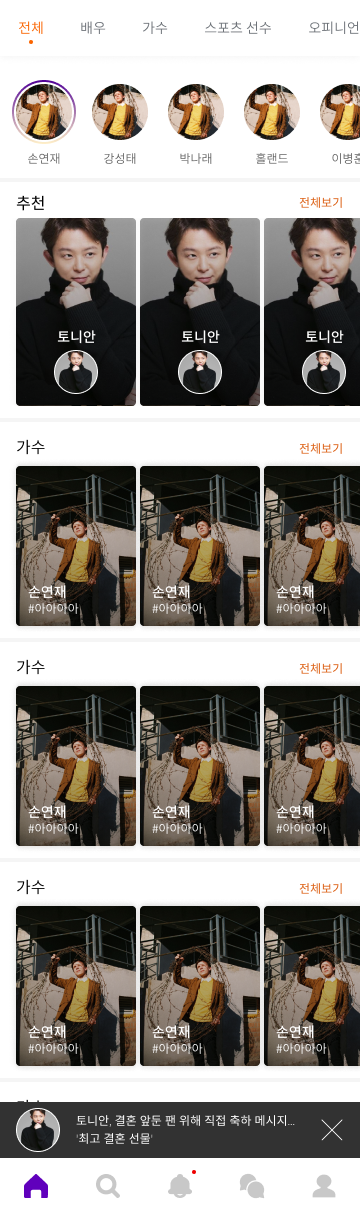 전체 배우 가수 스포츠 선수 오피니언
손연재 강성태 박나래 홀랜드 이병훈
추천 전체보기
토니안 토니안 토니안
가수 전체보기
손연재 손연재 손연재
#아아아아 #아아아아 #아아아아
가수 전체보기
손연재 손연재 손연재
#아아아아 #아아아아 #아아아아
가수 전체보기
손연재 손연재 손연재
#아아아아 #아아아아 #아아아아
토니안, 결혼 앞둔 팬 위해 직접 축하 메시지...
'최고 결혼 선물'